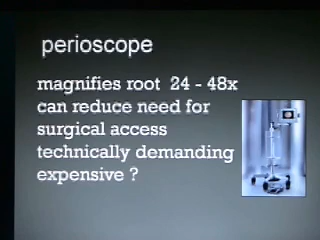 perioscope
magnifies root 24 - 48x
can reduce need for
surgical access
technically demanding
expensive ?